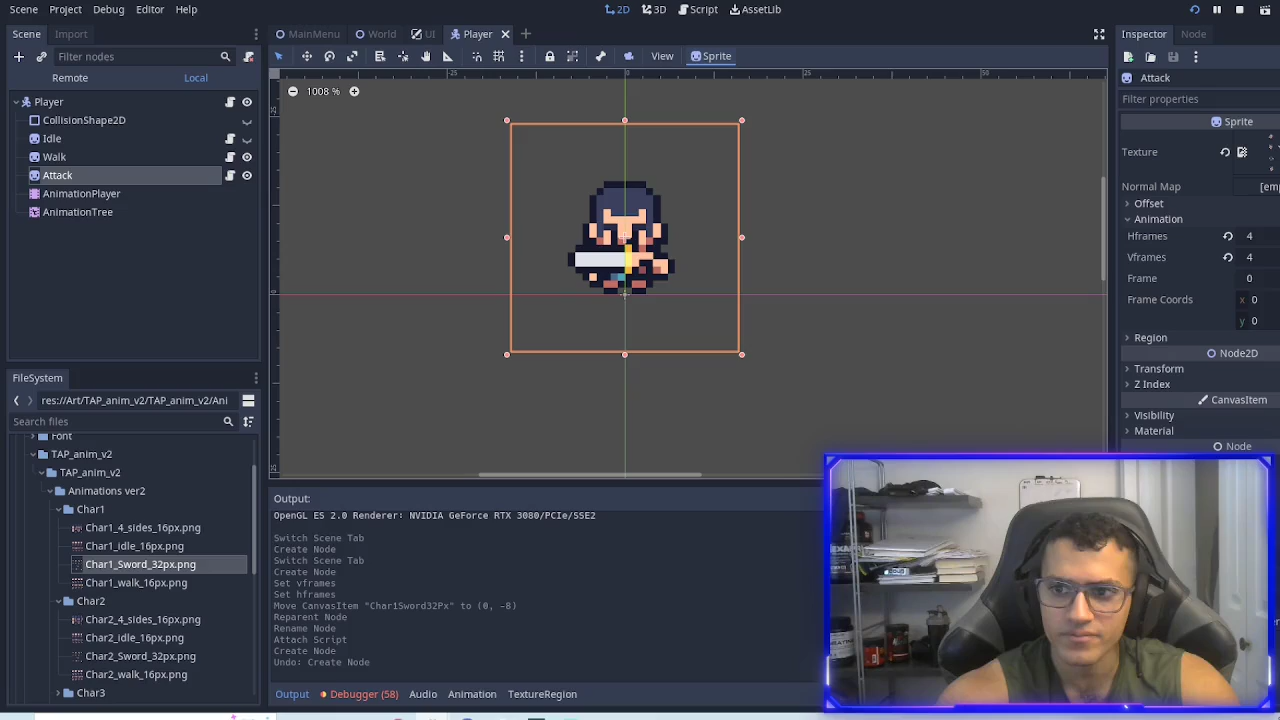 Scene Project Debug Editor Help
2D 3D Script AssetLib
Scene Import
MainMenu World UI Player
Inspector Node
Filter nodes
View Sprite
Remote Local
1008 %
-25 0 25 50
Attack
Filter properties
Player
CollisionShape2D
Idle
Walk
Attack
AnimationPlayer
AnimationTree
Sprite
Texture
Normal Map [emp
Offset
Animation
Hframes 4
Vframes 4
Frame 0
Frame Coords x 0
y 0
Region
Node2D
Transform
Z Index
CanvasItem
Visibility
Material
Node
FileSystem
res://Art/TAP_anim_v2/TAP_anim_v2/Ani
Search files
Font
TAP_anim_v2
TAP_anim_v2
Animations ver2
Char1
Char1_4_sides_16px.png
Char1_idle_16px.png
Char1_Sword_32px.png
Char1_walk_16px.png
Char2
Char2_4_sides_16px.png
Char2_idle_16px.png
Char2_Sword_32px.png
Char2_walk_16px.png
Char3
Output:
OpenGL ES 2.0 Renderer: NVIDIA GeForce RTX 3080/PCIe/SSE2
Switch Scene Tab
Create Node
Switch Scene Tab
Create Node
Set vframes
Set hframes
Move CanvasItem "Char1Sword32Px" to (0, -8)
Reparent Node
Rename Node
Attach Script
Create Node
Undo: Create Node
Output Debugger (58) Audio Animation TextureRegion